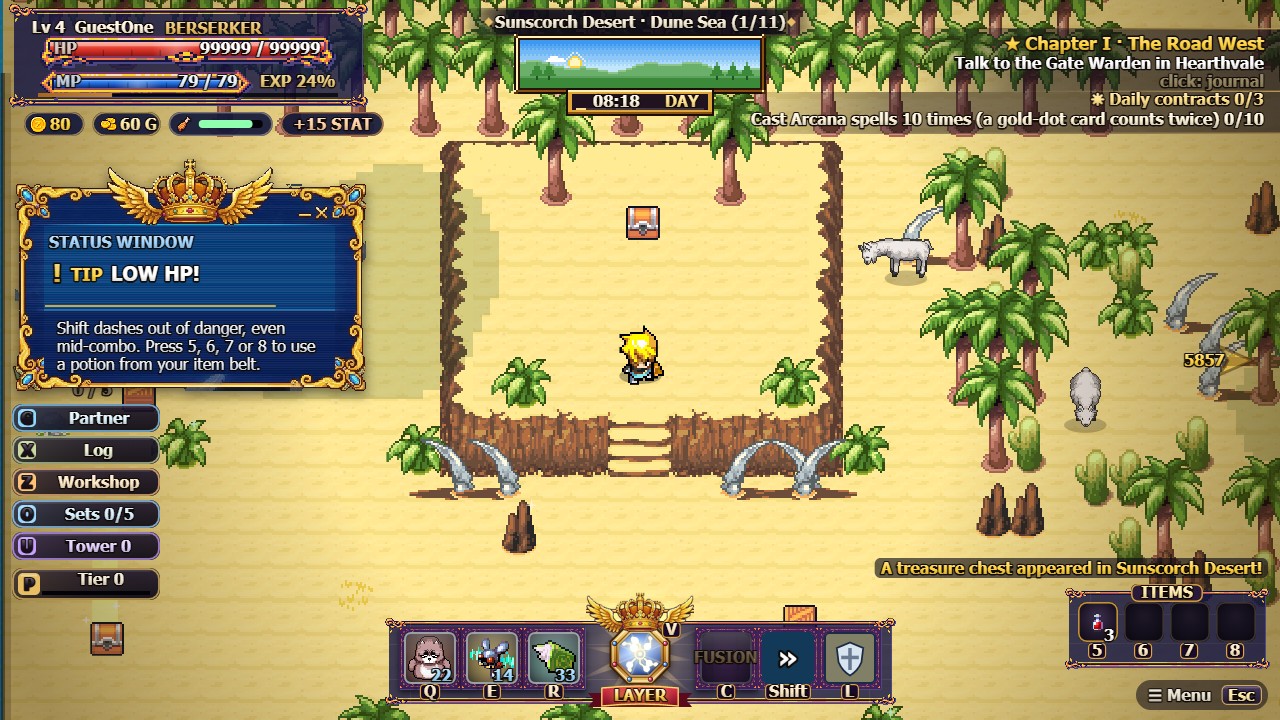 Lv 4 GuestOne BERSERKER
HP 99999 / 99999
MP 79 / 79 EXP 24%
80 60 G +15 STAT
Sunscorch Desert · Dune Sea (1/11)
08:18 DAY
★ Chapter I · The Road West
Talk to the Gate Warden in Hearthvale
click: journal
Daily contracts 0/3
Cast Arcana spells 10 times (a gold-dot card counts twice) 0/10
STATUS WINDOW
! TIP LOW HP!
Shift dashes out of danger, even
mid-combo. Press 5, 6, 7 or 8 to use
a potion from your item belt.
Partner
X Log
Z Workshop
Sets 0/5
U Tower 0
P Tier 0
5857
A treasure chest appeared in Sunscorch Desert!
ITEMS
3
5 6 7 8
22 14 33 V FUSION
Q E R LAYER C Shift L
☰ Menu Esc